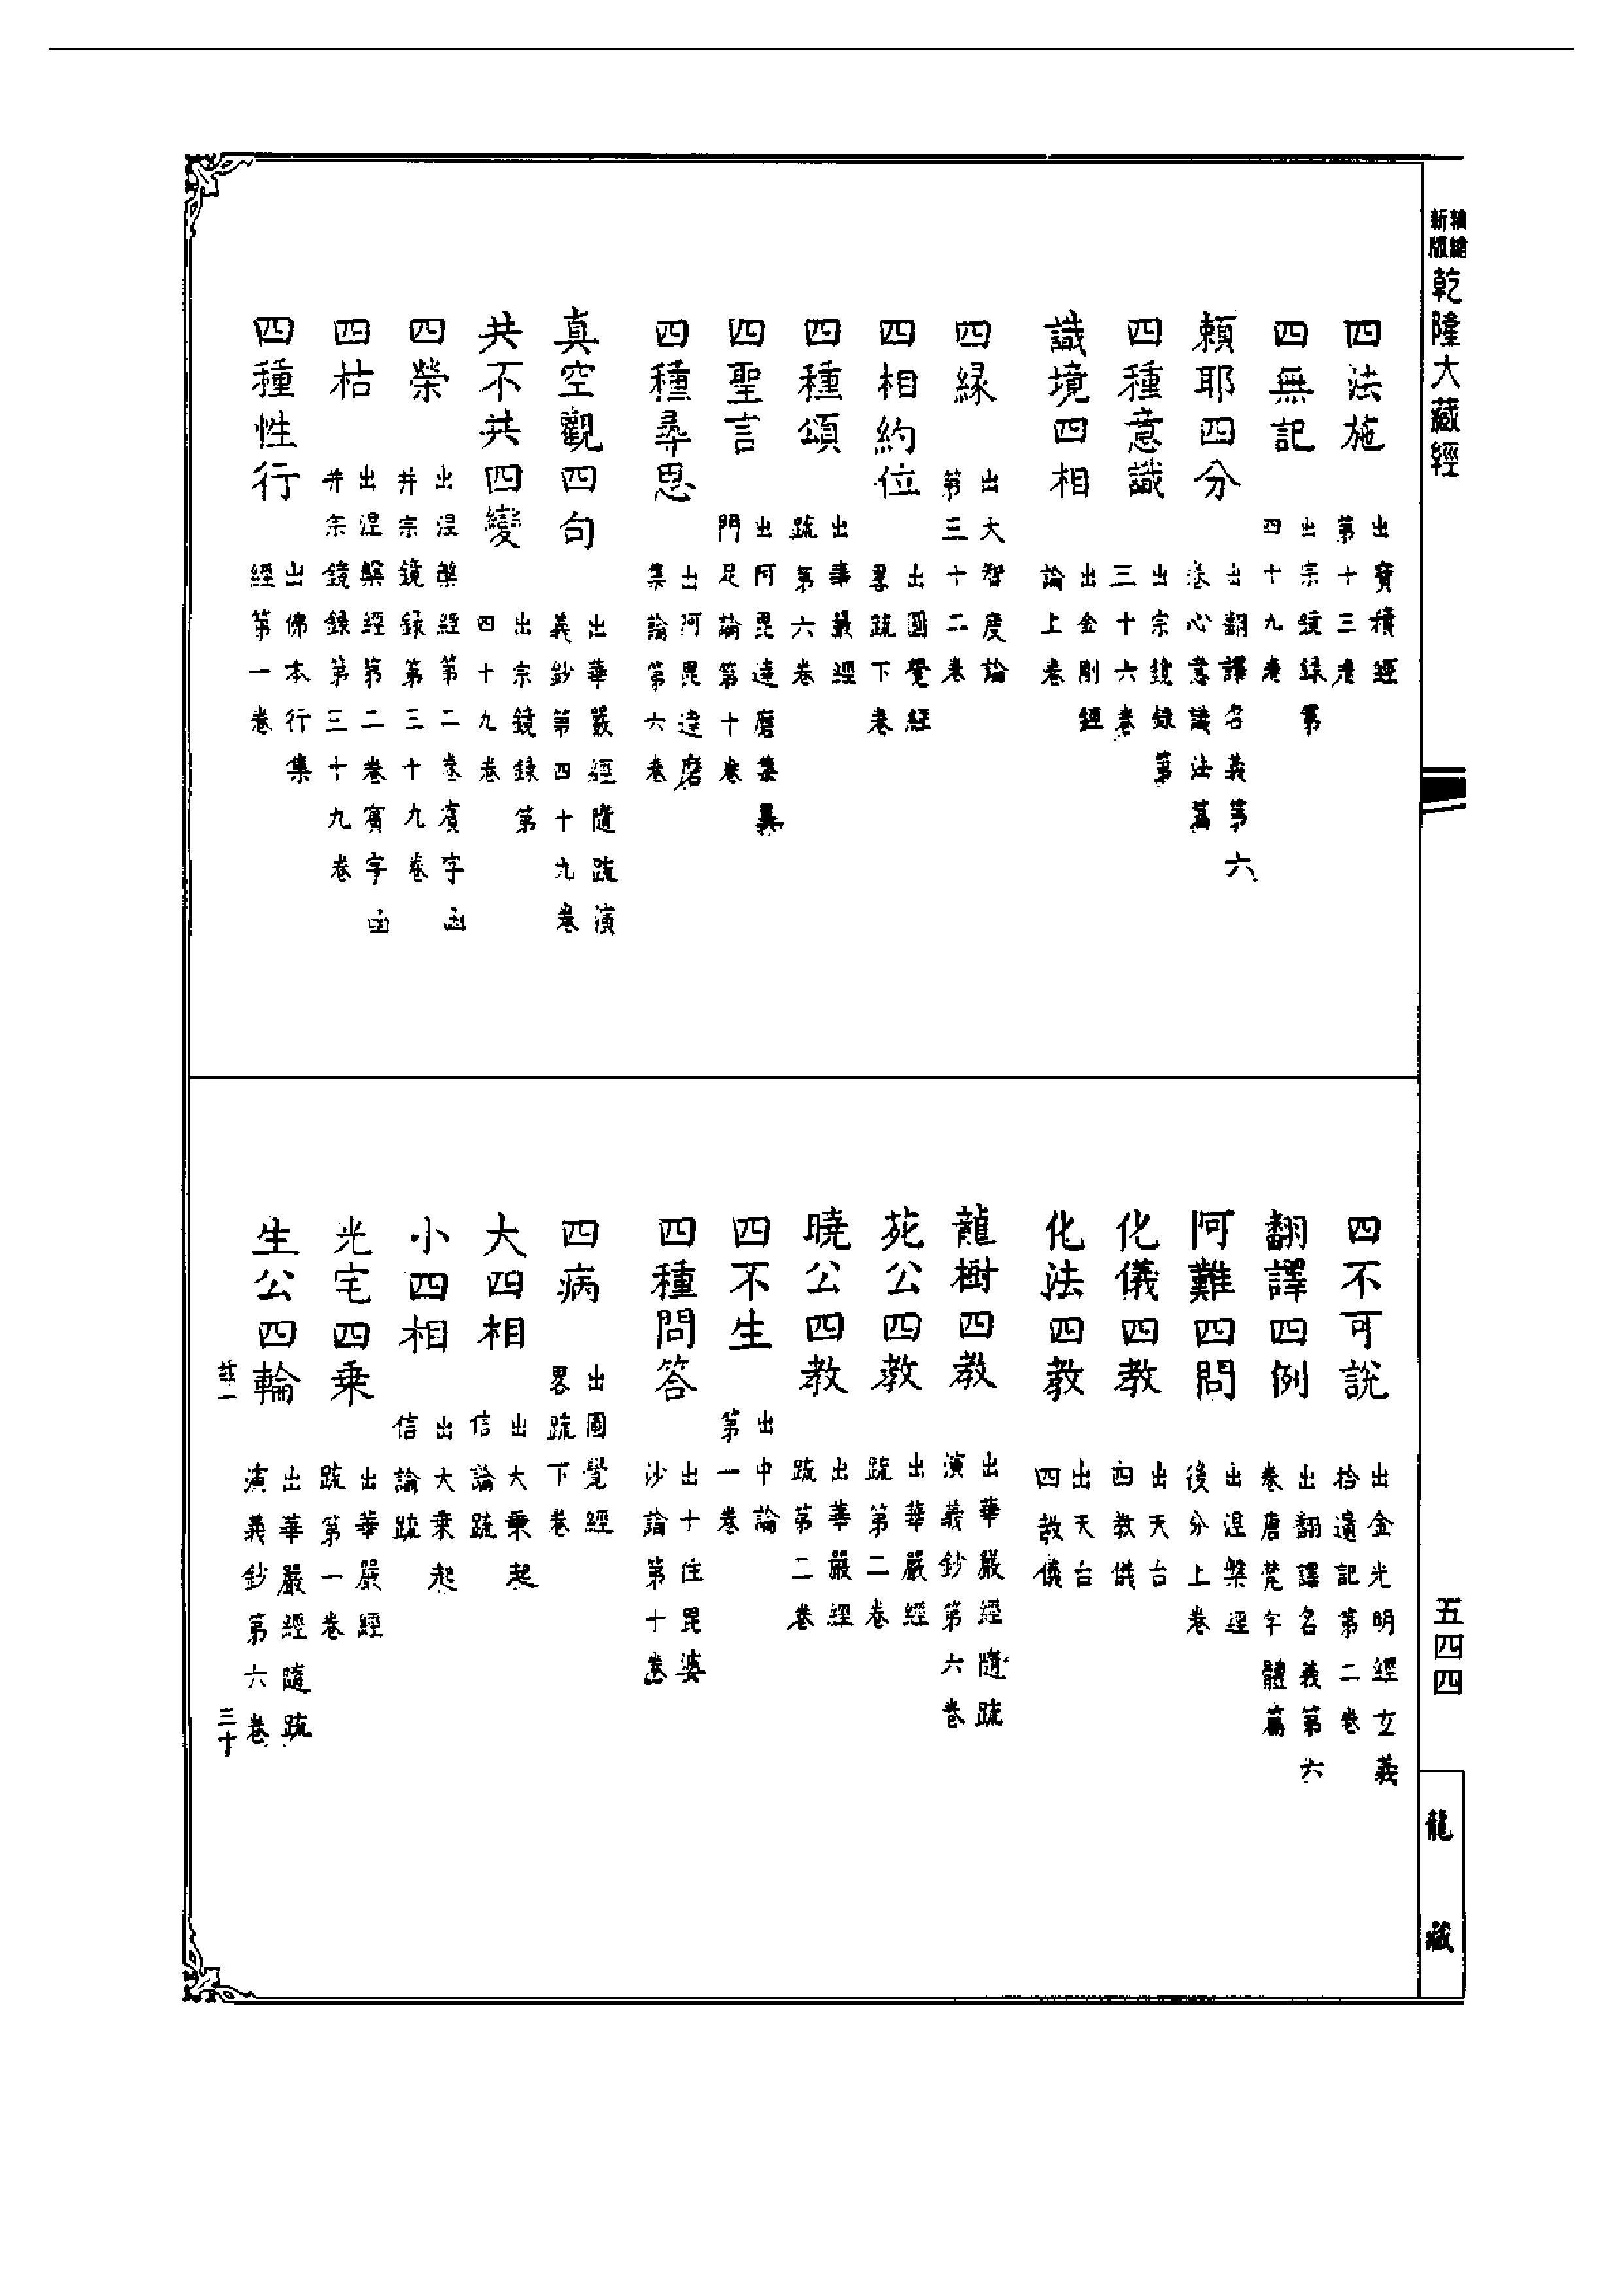 新版精縮
乾隆大藏經
四法施 出寶積經第十三卷
四無記 出宗鏡錄第四十九卷
賴耶四分 出翻譯名義第六卷心意識法篇
四種意識 出宗鏡錄第三十六卷
識境四相 出金剛經論上卷
四緣 出大智度論第三十二卷
四相約位 出圓覺經畧疏下卷
四種頌 出華嚴經疏第六卷
四聖言 出阿毘達磨集異門足論第十卷
四種尋思 出阿毘達磨集論第六卷
真空觀四句 出華嚴經隨疏演義鈔第四十九卷
共不共四變 出宗鏡錄第四十九卷
四榮 出涅槃經第二卷賓字函并宗鏡錄第三十九卷
四枯 出涅槃經第二卷賓字函并宗鏡錄第三十九卷
四種性行 出佛本行集經第一卷
四不可說 出金光明經玄義拾遺記第二卷
翻譯四例 出翻譯名義第六卷唐梵字體篇
阿難四問 出涅槃經後分上卷
化儀四教 出天台四教儀
化法四教 出天台四教儀
龍樹四教 出華嚴經隨疏演義鈔第六卷
苑公四教 出華嚴經疏第二卷
曉公四教 出華嚴經疏第二卷
四不生 出中論第一卷
四種問答 出十住毘婆沙論第十卷
四病 出圓覺經畧疏下卷
大四相 出大乘起信論疏
小四相 出大乘起信論疏
光宅四乘 出華嚴經疏第一卷
生公四輪 出華嚴經隨疏演義鈔第六卷
三十
五四四
龍藏